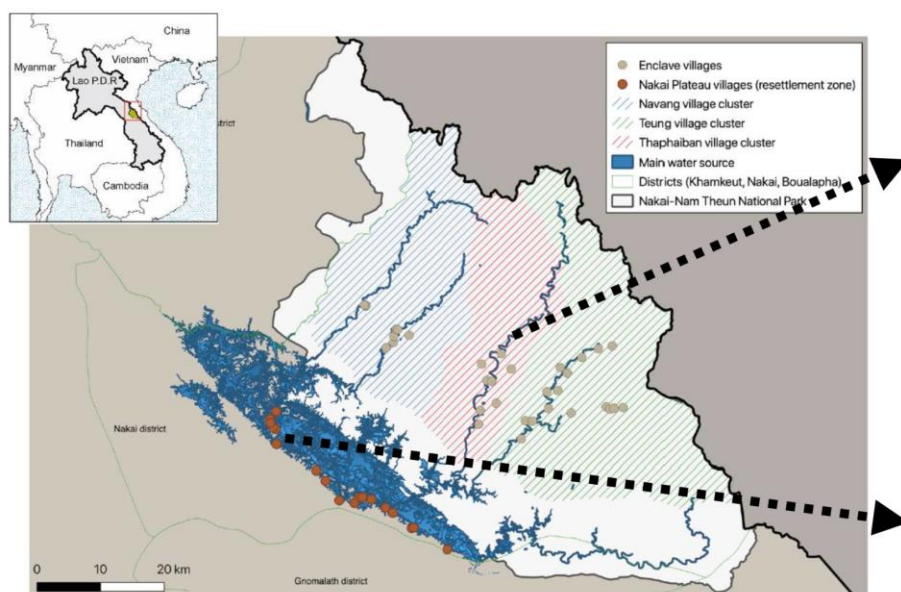 China
Myanmar
Vietnam
Lao P.D.R
Thailand
Cambodia
Enclave villages
Nakai Plateau villages (resettlement zone)
Navang village cluster
Teung village cluster
Thaphaiban village cluster
Main water source
Districts (Khamkeut, Nakai, Boualapha)
Nakai-Nam Theun National Park
Nakai district
Gnomalath district
0 10 20 km